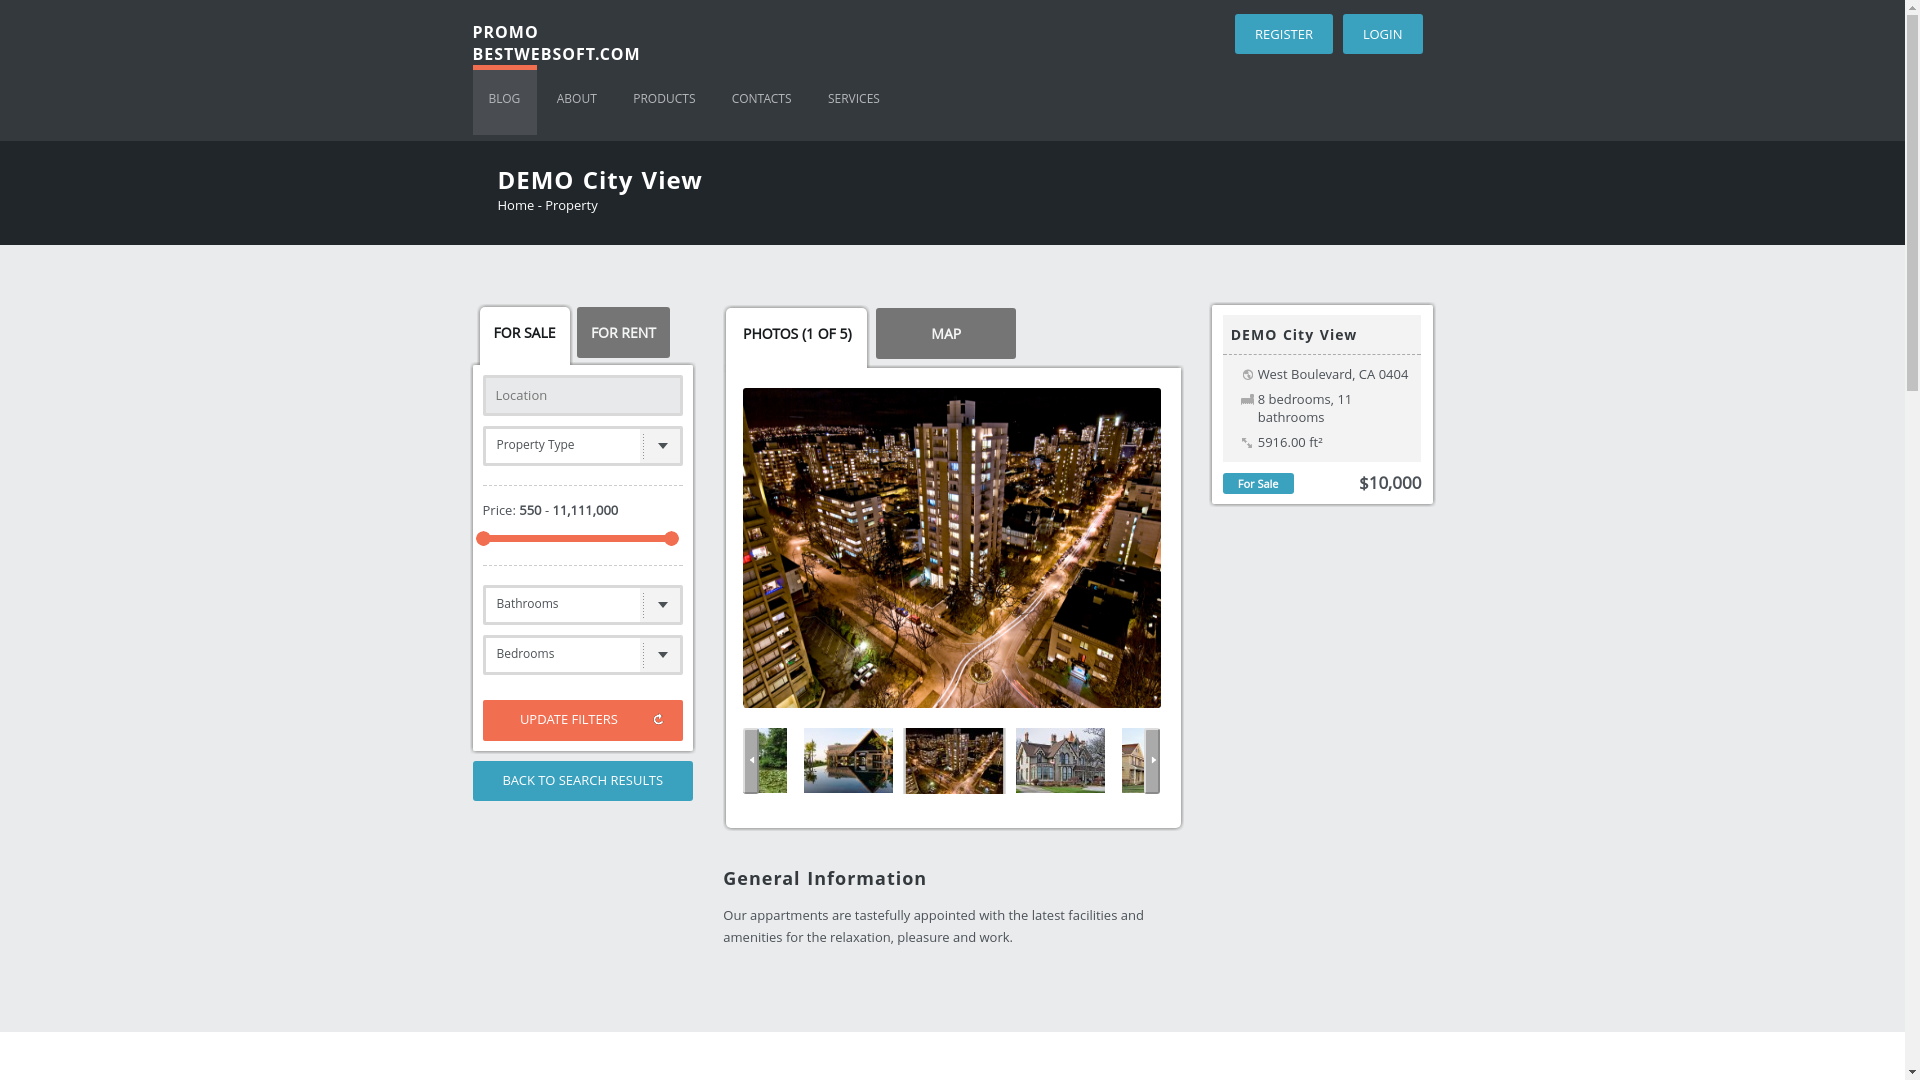 PROMO
BESTWEBSOFT.COM
REGISTER
LOGIN
BLOG
ABOUT
PRODUCTS
CONTACTS
SERVICES
DEMO City View
Home - Property
FOR SALE
FOR RENT
Location
Property Type
Price: 550 - 11,111,000
Bathrooms
Bedrooms
UPDATE FILTERS
BACK TO SEARCH RESULTS
PHOTOS (1 OF 5)
MAP
General Information
Our appartments are tastefully appointed with the latest facilities and
amenities for the relaxation, pleasure and work.
DEMO City View
West Boulevard, CA 0404
8 bedrooms, 11
bathrooms
5916.00 ft²
For Sale
$10,000